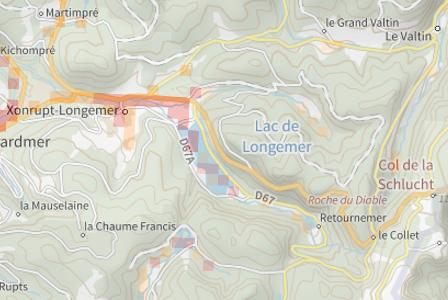 Martimpré
le Grand Valtin
Le Valtin
Kichompré
Xonrupt-Longemer
ardmer
D67A
Lac de
Longemer
Col de la
Schlucht
Roche du Diable
D67
la Mauselaine
la Chaume Francis
Retournemer
le Collet
Rupts